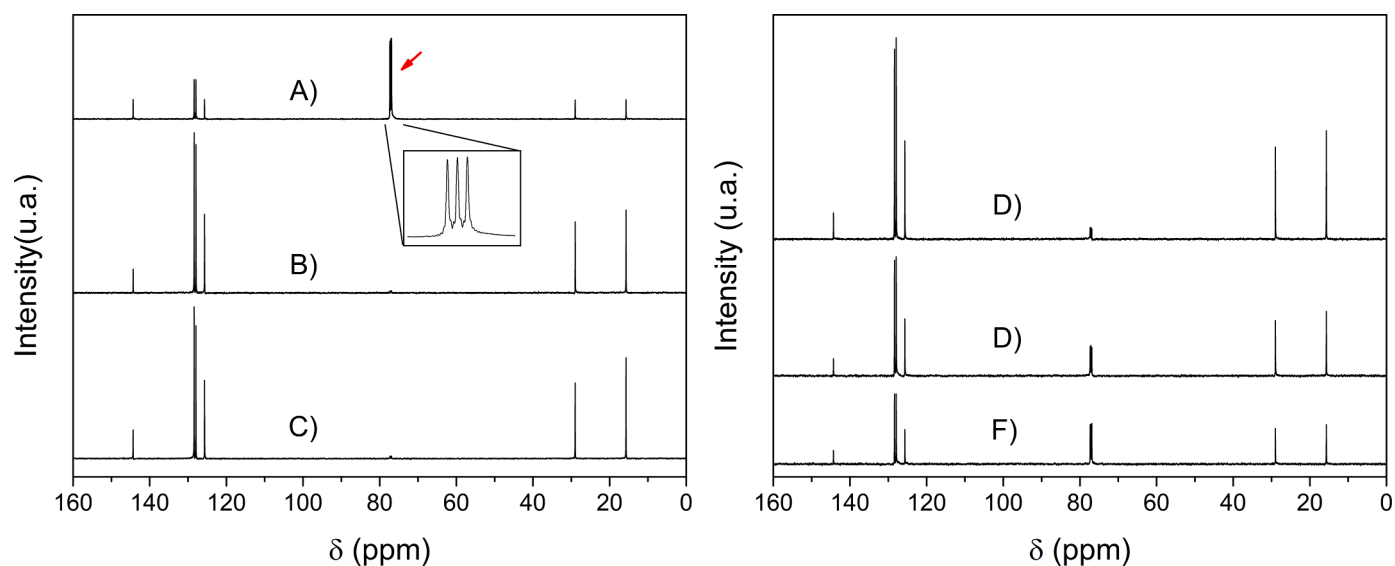 Intensity(u.a.)
A)
B)
C)
160 140 120 100 80 60 40 20 0
δ (ppm)
Intensity (u.a.)
D)
D)
F)
160 140 120 100 80 60 40 20 0
δ (ppm)